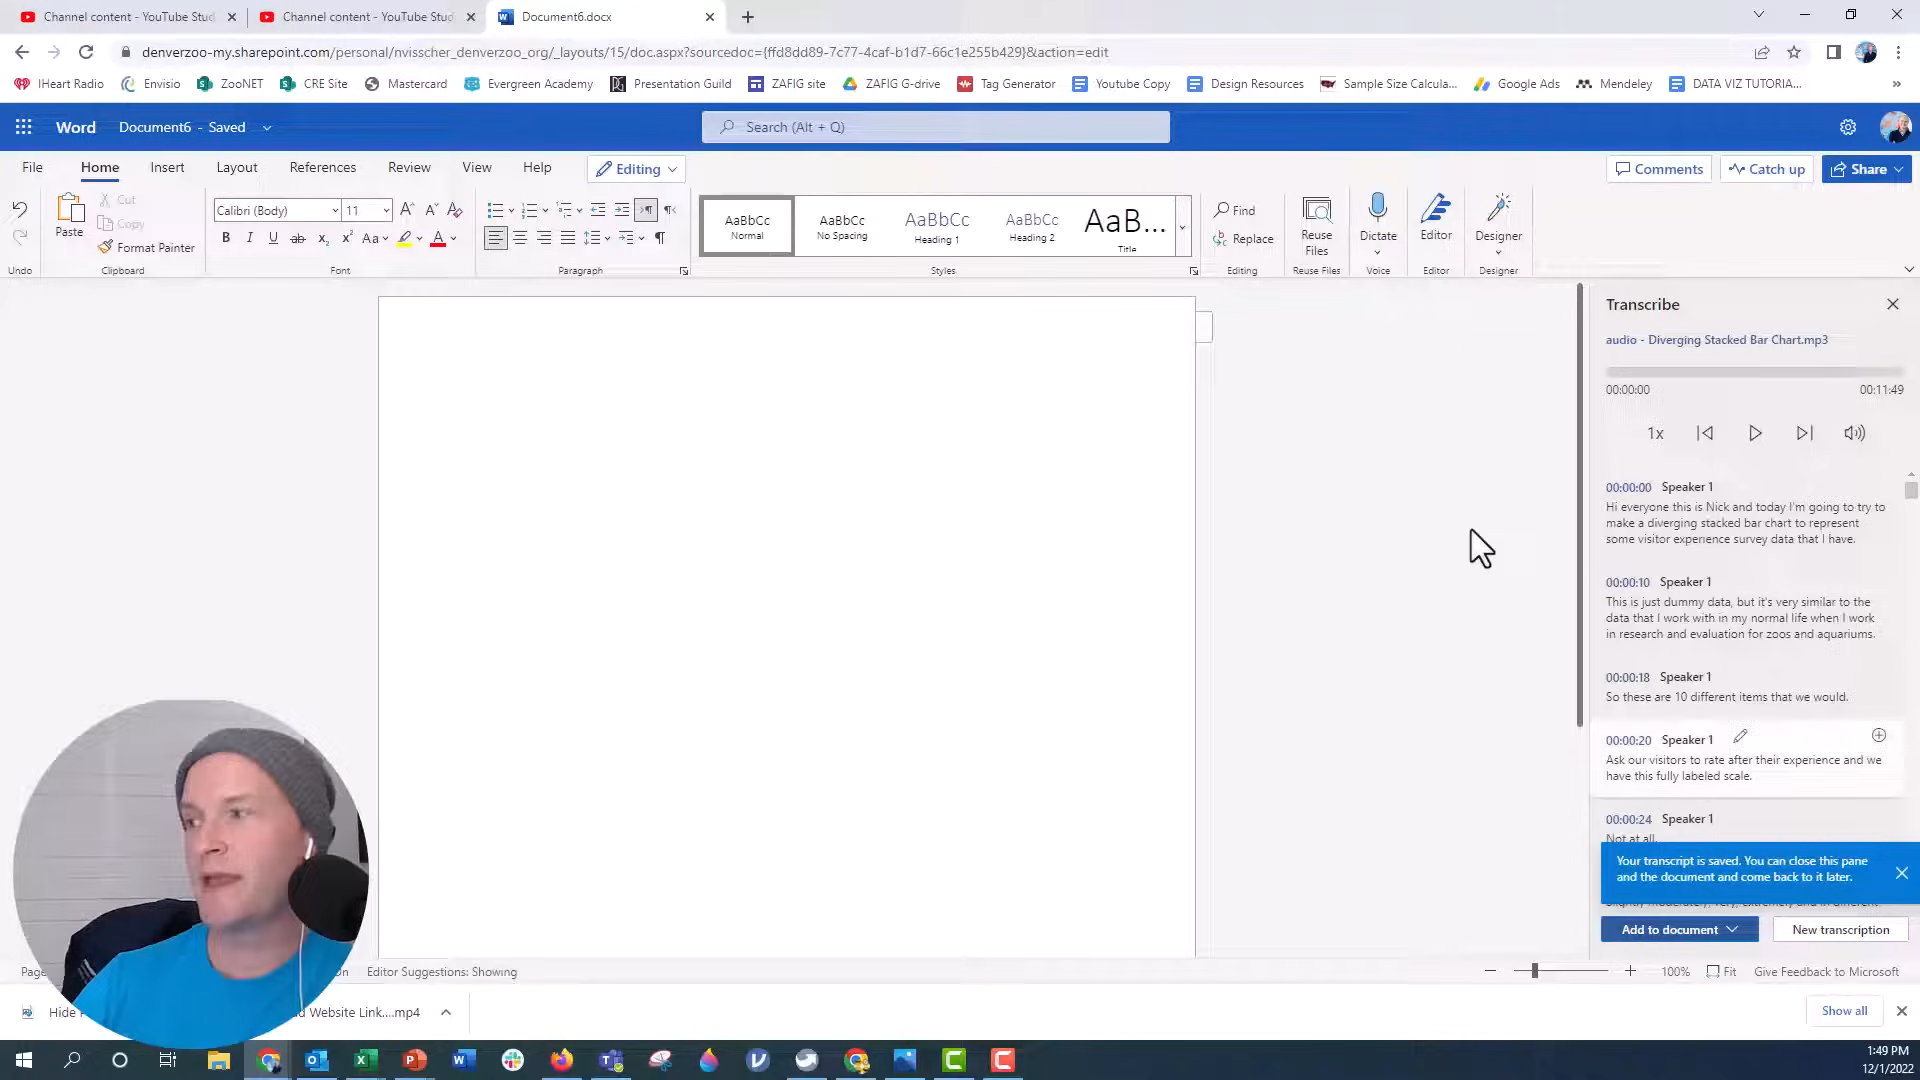 Channel content - YouTube Stud
Channel content - YouTube Stud
Document6.docx
denverzoo-my.sharepoint.com/personal/nvisscher_denverzoo_org/_layouts/15/doc.aspx?sourcedoc={ffd8dd89-7c77-4caf-b1d7-66c1e255b429}&action=edit
IHeart Radio
Envisio
ZooNET
CRE Site
Mastercard
Evergreen Academy
Presentation Guild
ZAFIG site
ZAFIG G-drive
Tag Generator
Youtube Copy
Design Resources
Sample Size Calcula...
Google Ads
Mendeley
DATA VIZ TUTORIA...
»
Word
Document6 - Saved
Search (Alt + Q)
File
Home
Insert
Layout
References
Review
View
Help
Editing
Comments
Catch up
Share
Paste
Cut
Copy
Format Painter
Calibri (Body)
11
AaBbCc
Normal
AaBbCc
No Spacing
AaBbCc
Heading 1
AaBbCc
Heading 2
AaB...
Title
Find
Replace
Reuse
Files
Dictate
Editor
Designer
Undo
Clipboard
Font
Paragraph
Styles
Editing
Reuse Files
Voice
Editor
Designer
Transcribe
audio - Diverging Stacked Bar Chart.mp3
00:00:00
00:11:49
1x
00:00:00 Speaker 1
Hi everyone this is Nick and today I'm going to try to
make a diverging stacked bar chart to represent
some visitor experience survey data that I have.
00:00:10 Speaker 1
This is just dummy data, but it's very similar to the
data that I work with in my normal life when I work
in research and evaluation for zoos and aquariums.
00:00:18 Speaker 1
So these are 10 different items that we would.
00:00:20 Speaker 1
Ask our visitors to rate after their experience and we
have this fully labeled scale.
00:00:24 Speaker 1
Not at all.
Your transcript is saved. You can close this pane
and the document and come back to it later.
Add to document
New transcription
Editor Suggestions: Showing
100%
Fit
Give Feedback to Microsoft
Hide
d Website Link....mp4
Show all
1:49 PM
12/1/2022